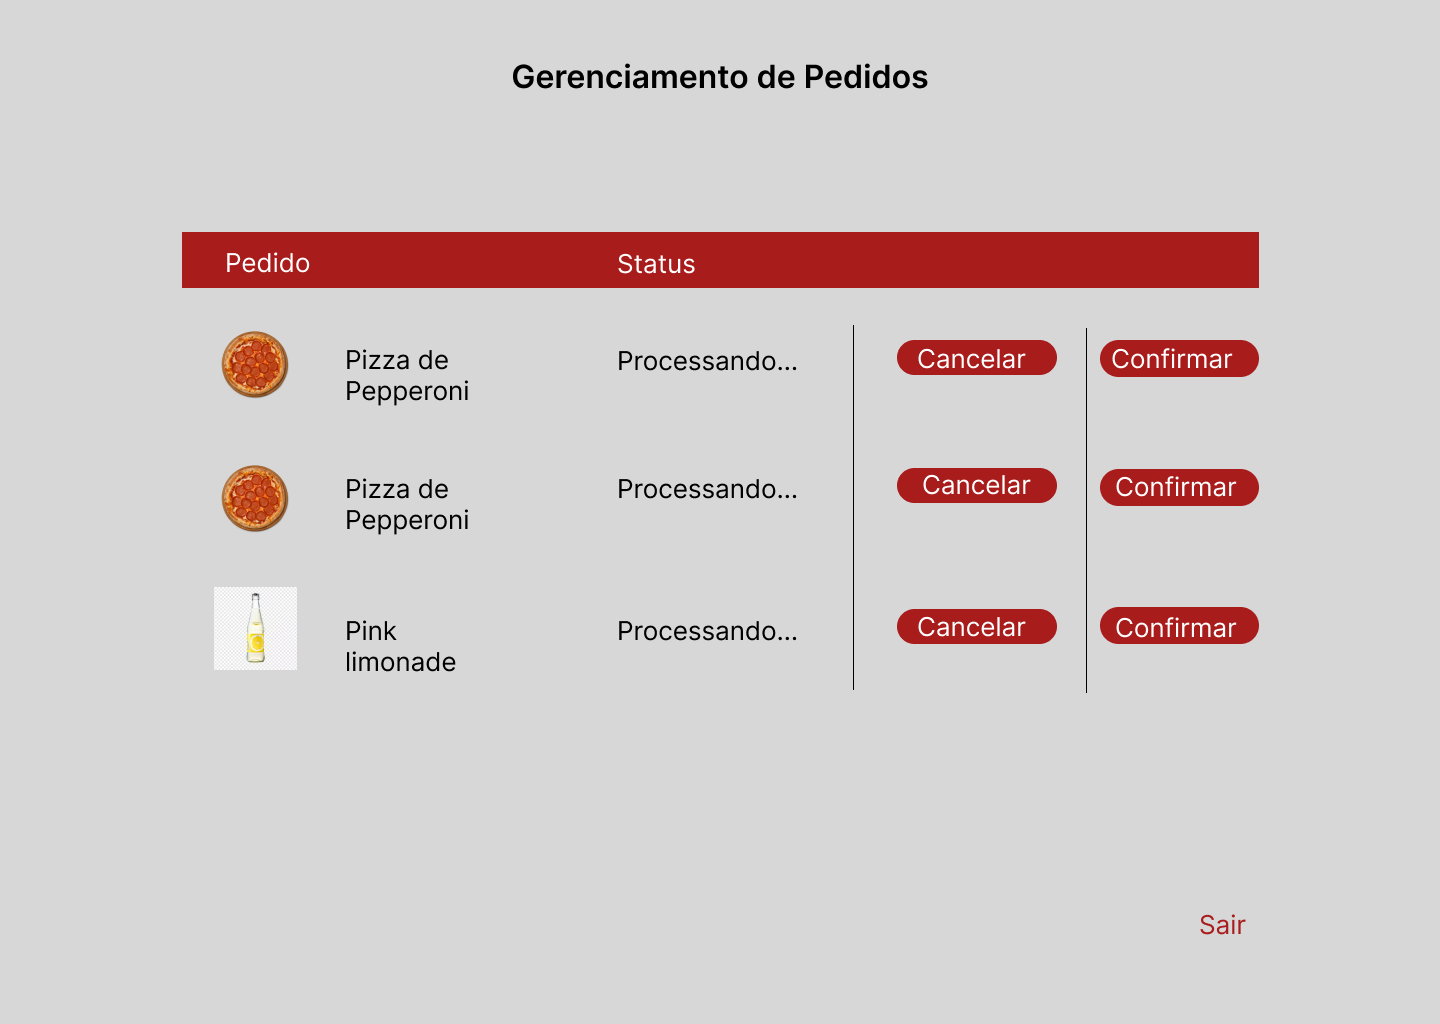 Gerenciamento de Pedidos
Pedido Status
Pizza de
Pepperoni
Processando... Cancelar Confirmar
Pizza de
Pepperoni
Processando... Cancelar Confirmar
Pink
limonade
Processando... Cancelar Confirmar
Sair